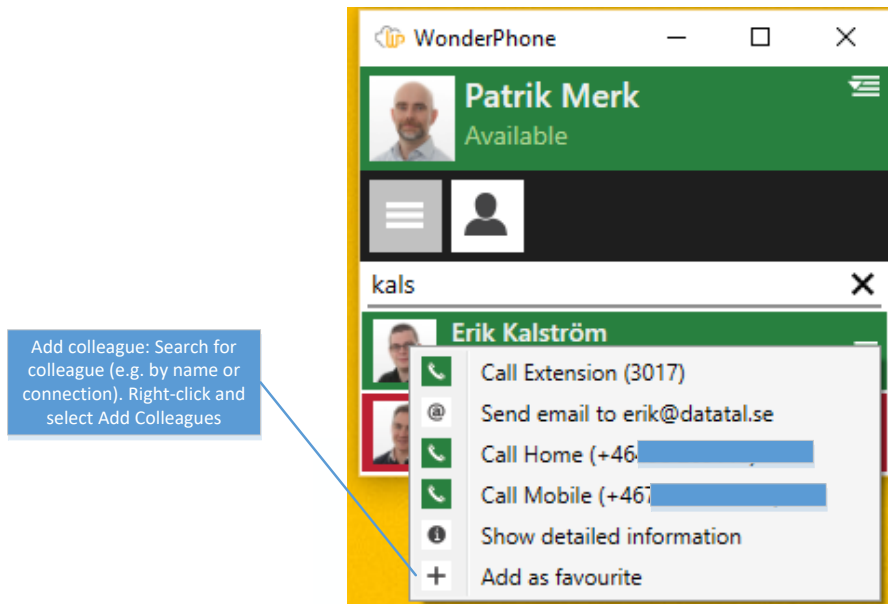 WonderPhone
Patrik Merk
Available
kals
Erik Kalström
Add colleague: Search for
colleague (e.g. by name or
connection). Right-click and
select Add Colleagues
Call Extension (3017)
Send email to erik@datatal.se
Call Home (+46
Call Mobile (+467
Show detailed information
Add as favourite